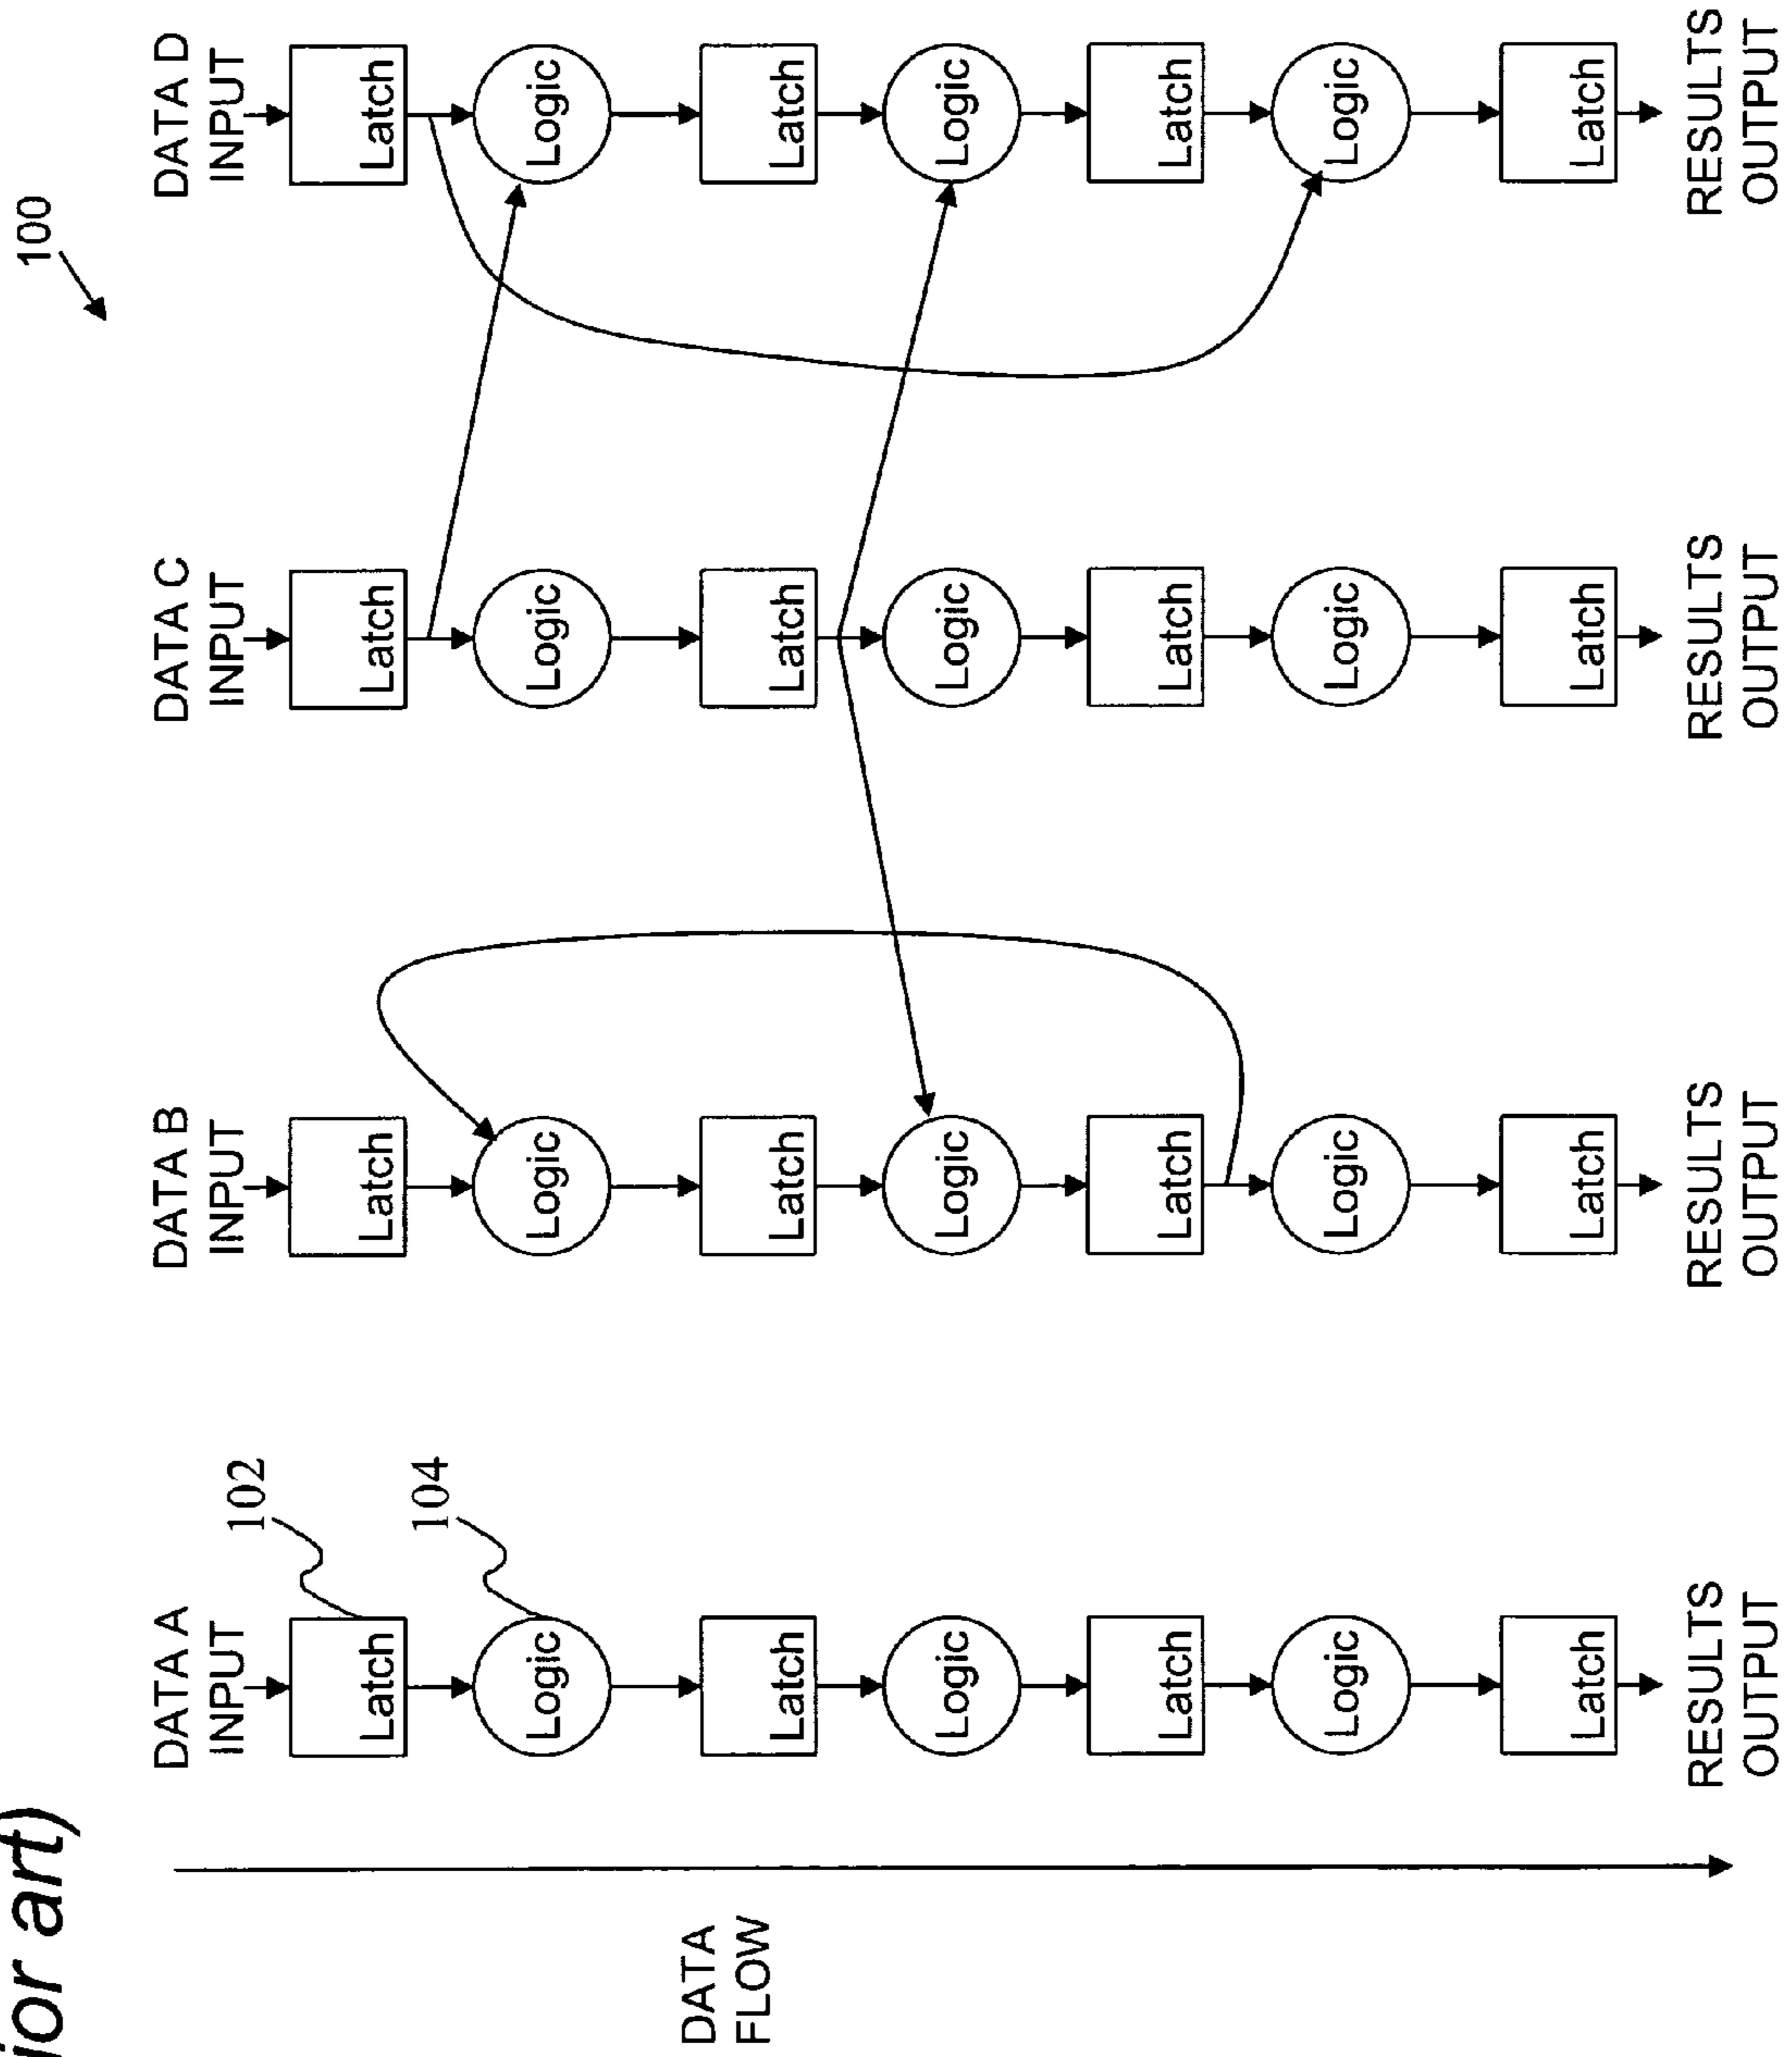 ior art)
100
DATA A
INPUT
DATA B
INPUT
DATA C
INPUT
DATA D
INPUT
102
Latch
Latch
Latch
Latch
104
Logic
Logic
Logic
Logic
DATA
FLOW
Latch
Latch
Latch
Latch
Logic
Logic
Logic
Logic
Latch
Latch
Latch
Latch
Logic
Logic
Logic
Logic
Latch
Latch
Latch
Latch
RESULTS
OUTPUT
RESULTS
OUTPUT
RESULTS
OUTPUT
RESULTS
OUTPUT